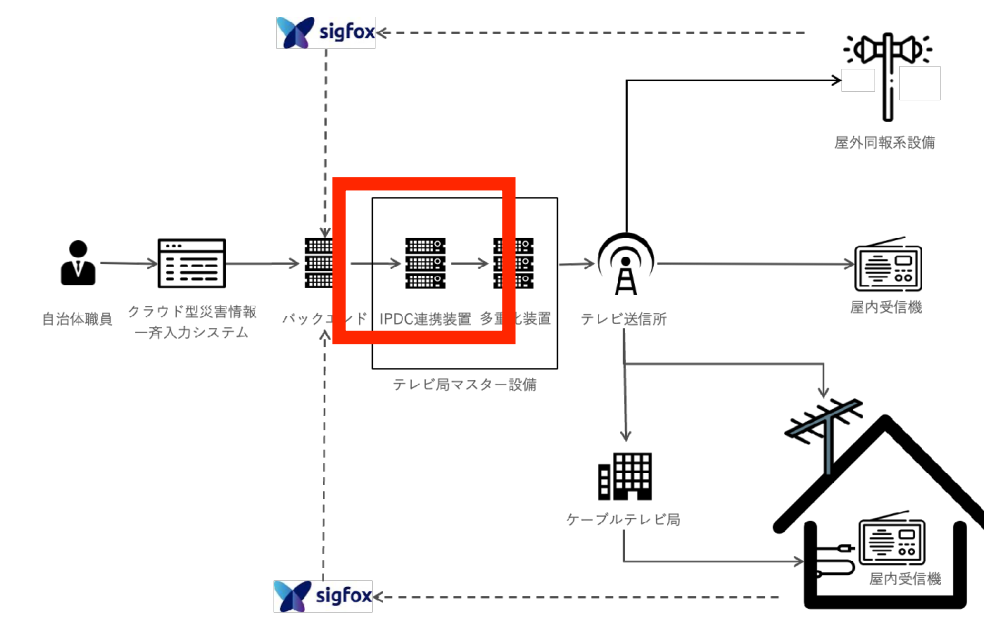 sigfox
屋外同報系設備
自治体職員
クラウド型災害情報
一斉入力システム
バックエンド
IPDC連携装置
多重化装置
テレビ送信所
屋内受信機
テレビ局マスター設備
ケーブルテレビ局
屋内受信機
sigfox